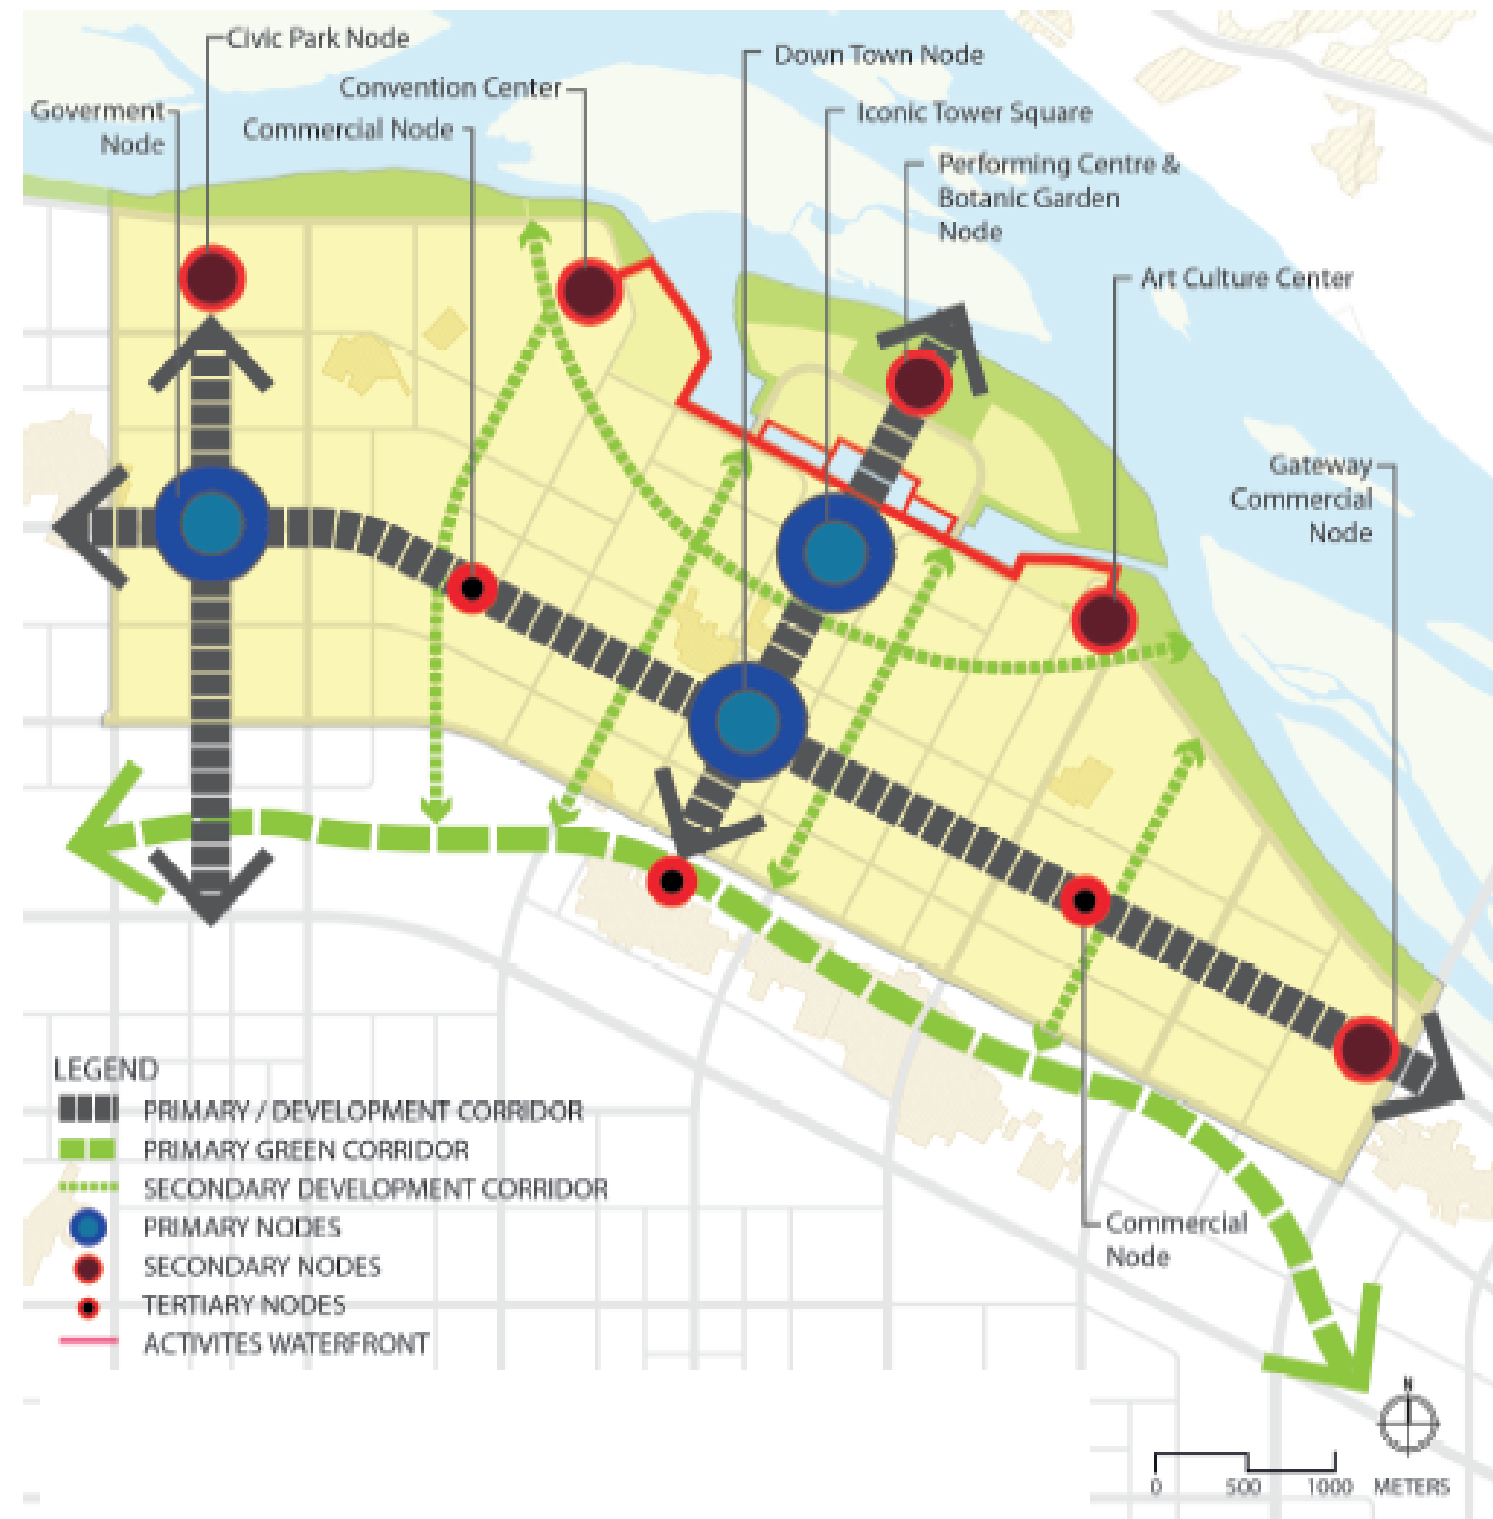 Civic Park Node
Down Town Node
Convention Center
Goverment
Node
Commercial Node
Iconic Tower Square
Performing Centre &
Botanic Garden
Node
Art Culture Center
Gateway
Commercial
Node
LEGEND
PRIMARY / DEVELOPMENT CORRIDOR
PRIMARY GREEN CORRIDOR
SECONDARY DEVELOPMENT CORRIDOR
PRIMARY NODES
SECONDARY NODES
TERTIARY NODES
ACTIVITES WATERFRONT
Commercial
Node
N
0 500 1000 METERS